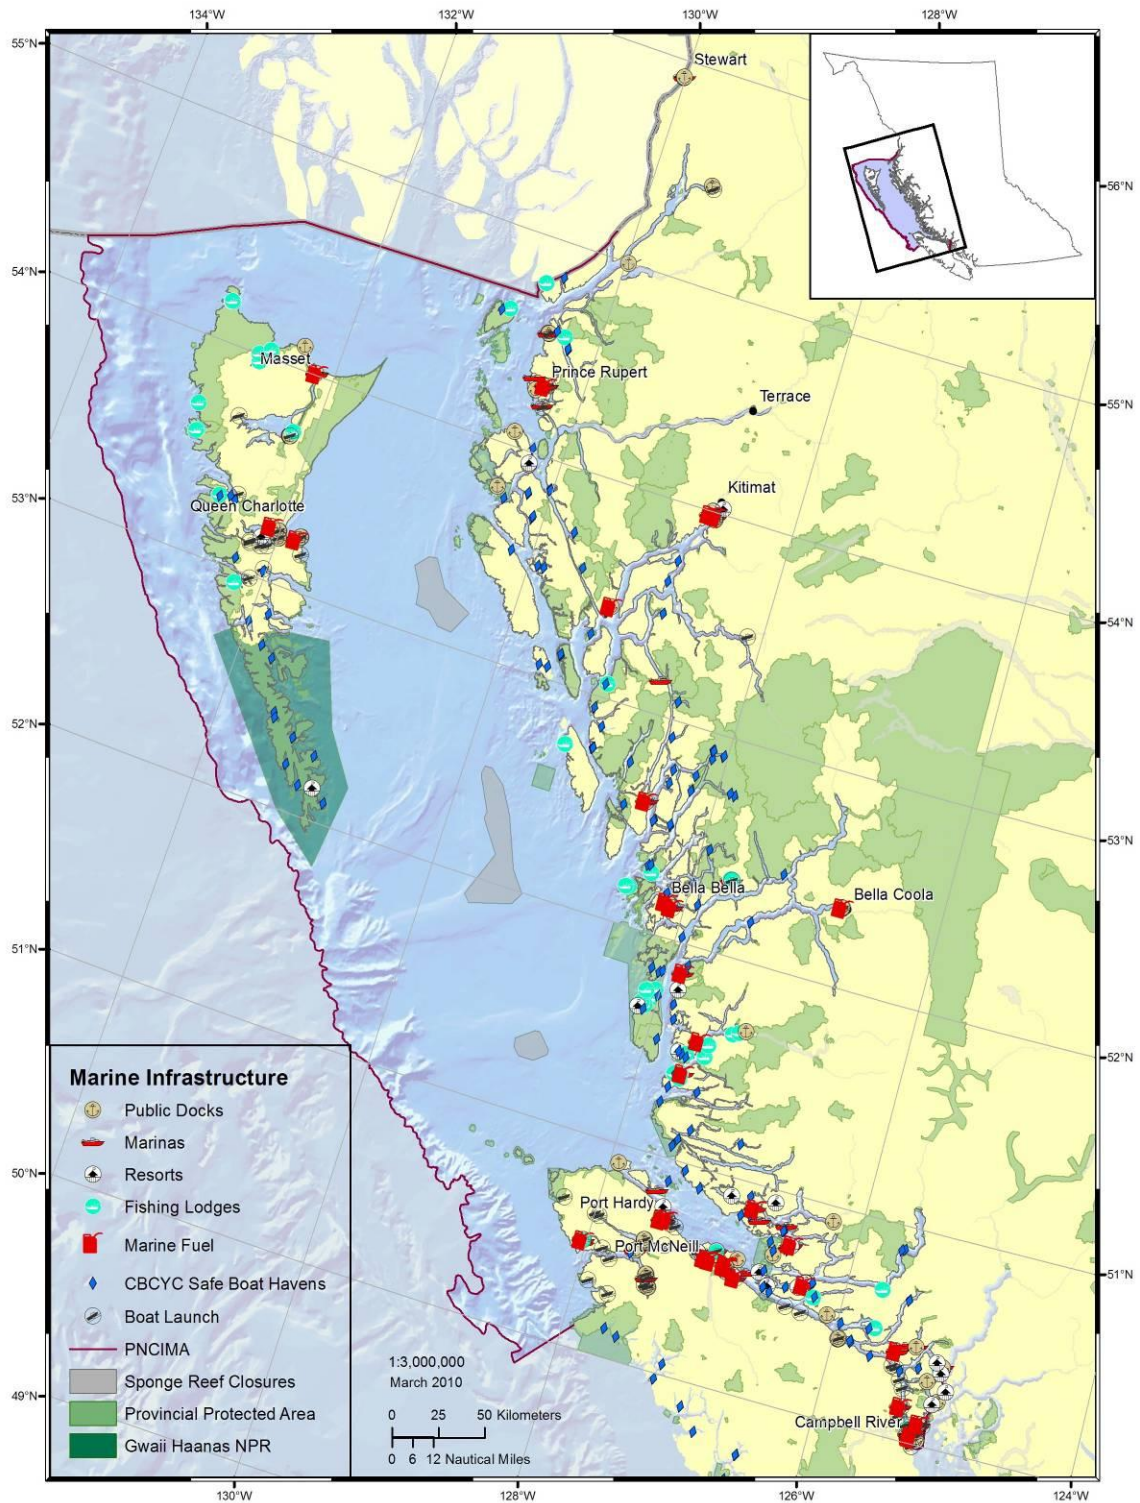 134°W
132°W
130°W
128°W
55°N
Stewart
56°N
54°N
Masset
Prince Rupert
Terrace
55°N
Kitimat
53°N
Queen Charlotte
54°N
52°N
53°N
Bella Bella
Bella Coola
51°N
52°N
Marine Infrastructure
Public Docks
Marinas
Resorts
Fishing Lodges
Marine Fuel
CBCYC Safe Boat Havens
Boat Launch
PNCIMA
Sponge Reef Closures
Provincial Protected Area
Gwaii Haanas NPR
50°N
Port Hardy
Port McNeill
51°N
1:3,000,000
March 2010
0 25 50 Kilometers
0 6 12 Nautical Miles
49°N
Campbell River
130°W
128°W
126°W
124°W